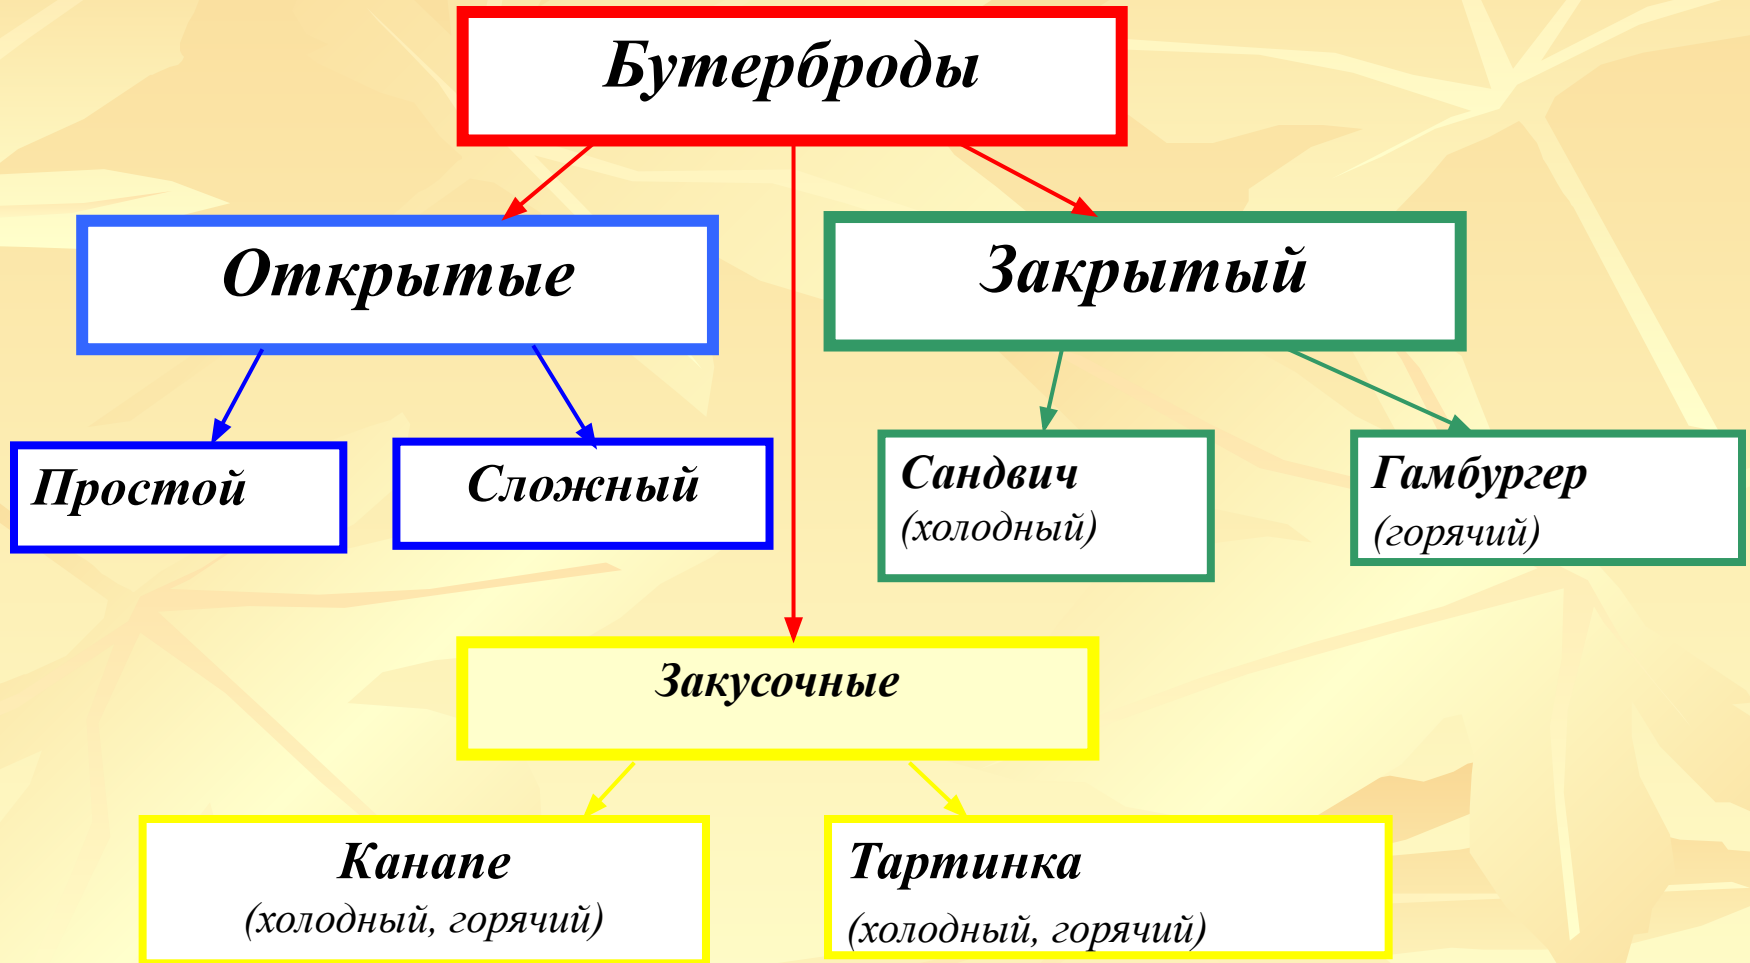 Бутерброды
Открытые
Закрытый
Простой
Сложный
Сандвич
(холодный)
Гамбургер
(горячий)
Закусочные
Канапе
(холодный, горячий)
Тартинка
(холодный, горячий)